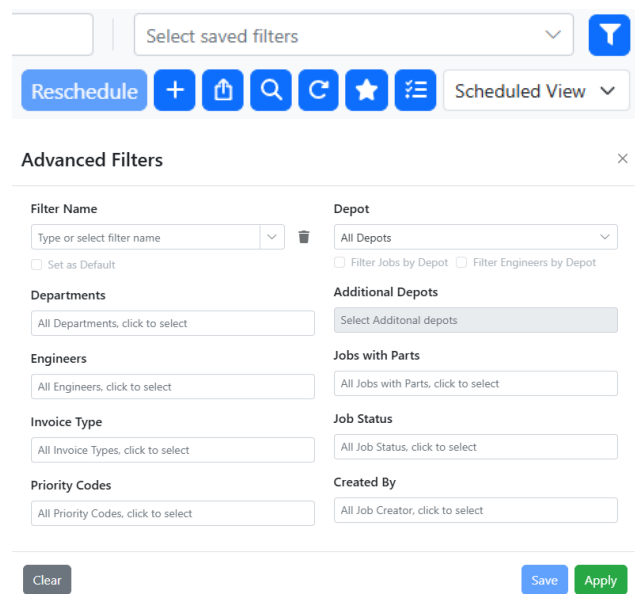 Select saved filters
Reschedule
Scheduled View
Advanced Filters
Filter Name
Type or select filter name
Set as Default
Departments
All Departments, click to select
Engineers
All Engineers, click to select
Invoice Type
All Invoice Types, click to select
Priority Codes
All Priority Codes, click to select
Depot
All Depots
Filter Jobs by Depot Filter Engineers by Depot
Additional Depots
Select Additonal depots
Jobs with Parts
All Jobs with Parts, click to select
Job Status
All Job Status, click to select
Created By
All Job Creator, click to select
Clear
Save Apply